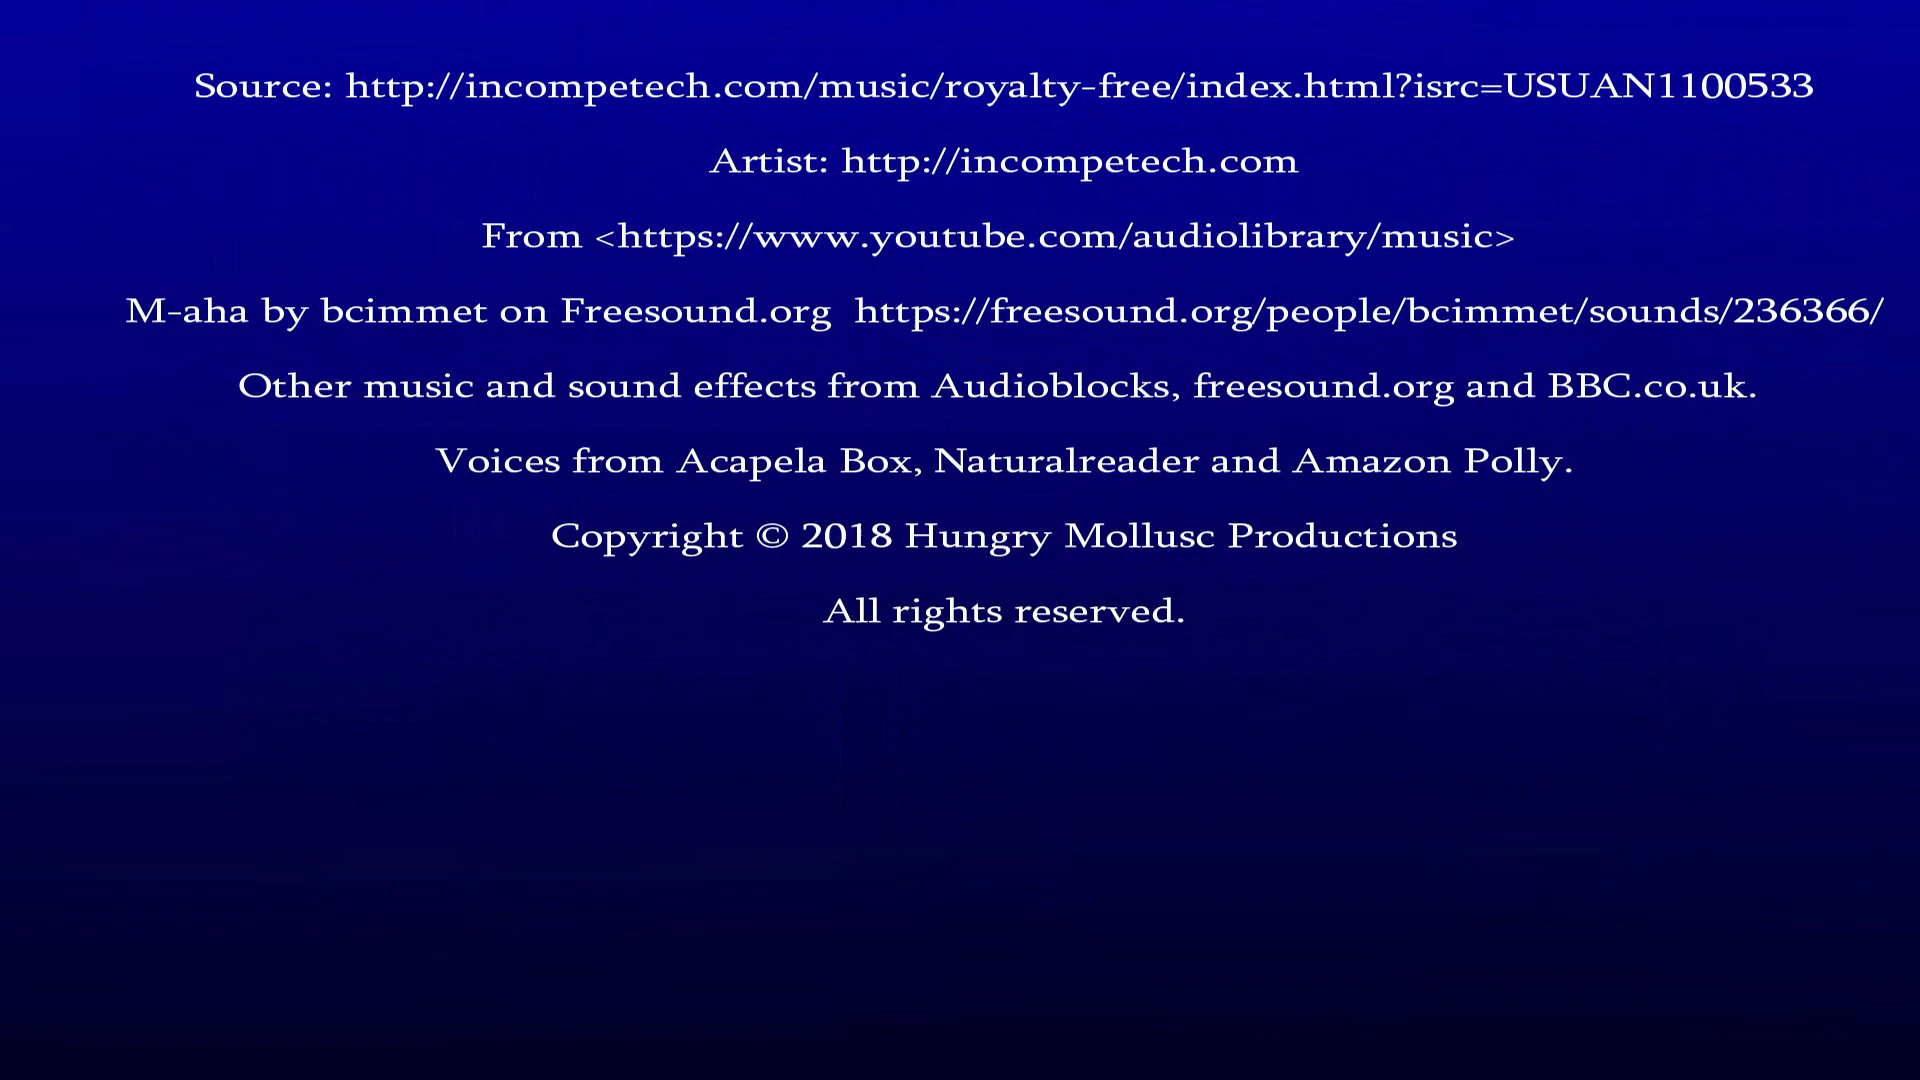 Source: http://incompetech.com/music/royalty-free/index.html?isrc=USUAN1100533
Artist: http://incompetech.com
From <https://www.youtube.com/audiolibrary/music>
M-aha by bcimmet on Freesound.org  https://freesound.org/people/bcimmet/sounds/236366/
Other music and sound effects from Audioblocks, freesound.org and BBC.co.uk.
Voices from Acapela Box, Naturalreader and Amazon Polly.
Copyright © 2018 Hungry Mollusc Productions
All rights reserved.